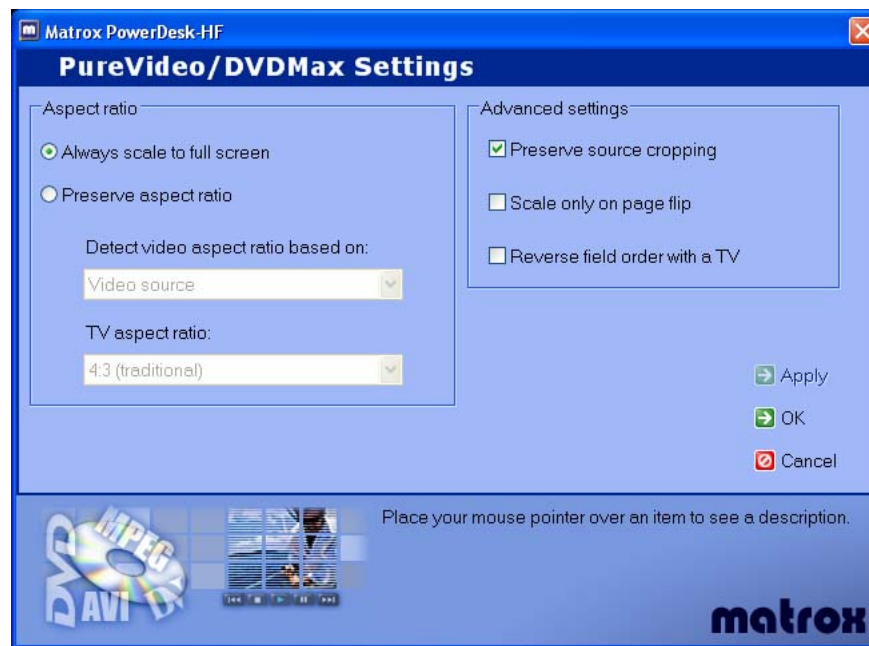 Matrox PowerDesk-HF
PureVideo/DVDMax Settings
Aspect ratio
Always scale to full screen
Preserve aspect ratio
Detect video aspect ratio based on:
Video source
TV aspect ratio:
4:3 (traditional)
Advanced settings
Preserve source cropping
Scale only on page flip
Reverse field order with a TV
Apply
OK
Cancel
Place your mouse pointer over an item to see a description.
DVD
MPEG
AVI
matrox